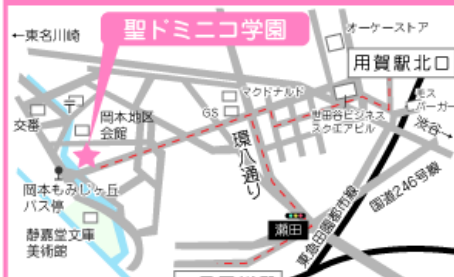 聖ドミニコ学園
←東名川崎
オーケーストア
用賀駅北口
マクドナルド
GS
モス
バーガー
渋谷→
世田谷ビジネス
スクエアビル
〒
交番
岡本地区
会館
環八通り
国道246号線
東急田園都市線
瀬田
岡本もみじヶ丘
バス停
静嘉堂文庫
美術館